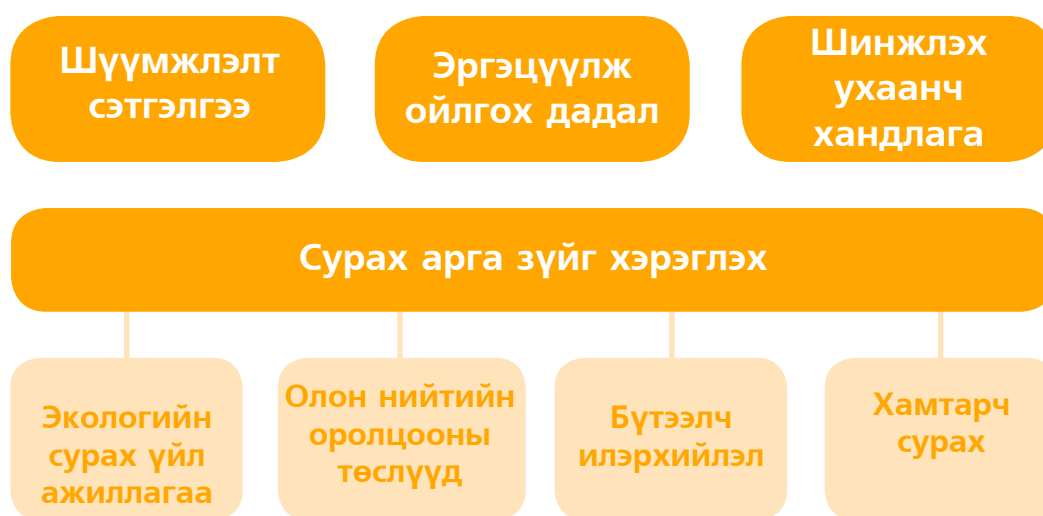 Шүүмжлэлт
сэтгэлгээ
Эргэцүүлж
ойлгох дадал
Шинжлэх
ухаанч
хандлага
Сурах арга зүйг хэрэглэх
Экологийн
сурах үйл
ажиллагаа
Олон нийтийн
оролцооны
төслүүд
Бүтээлч
илэрхийлэл
Хамтарч
сурах